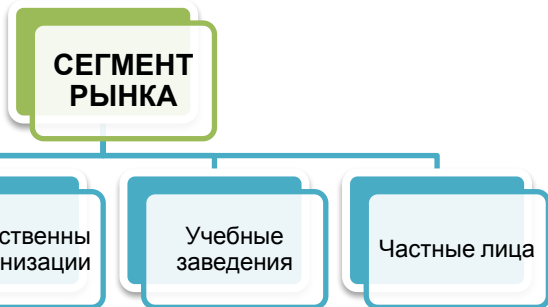 СЕГМЕНТ
РЫНКА
ственны
низации
Учебные
заведения
Частные лица